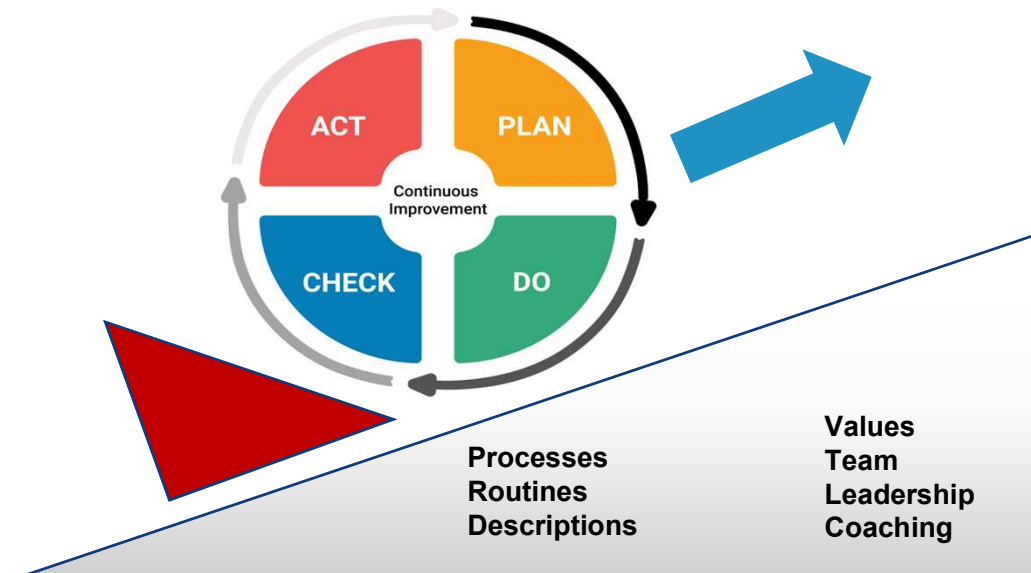 ACT
PLAN
Continuous
Improvement
CHECK
DO
Processes
Routines
Descriptions
Values
Team
Leadership
Coaching